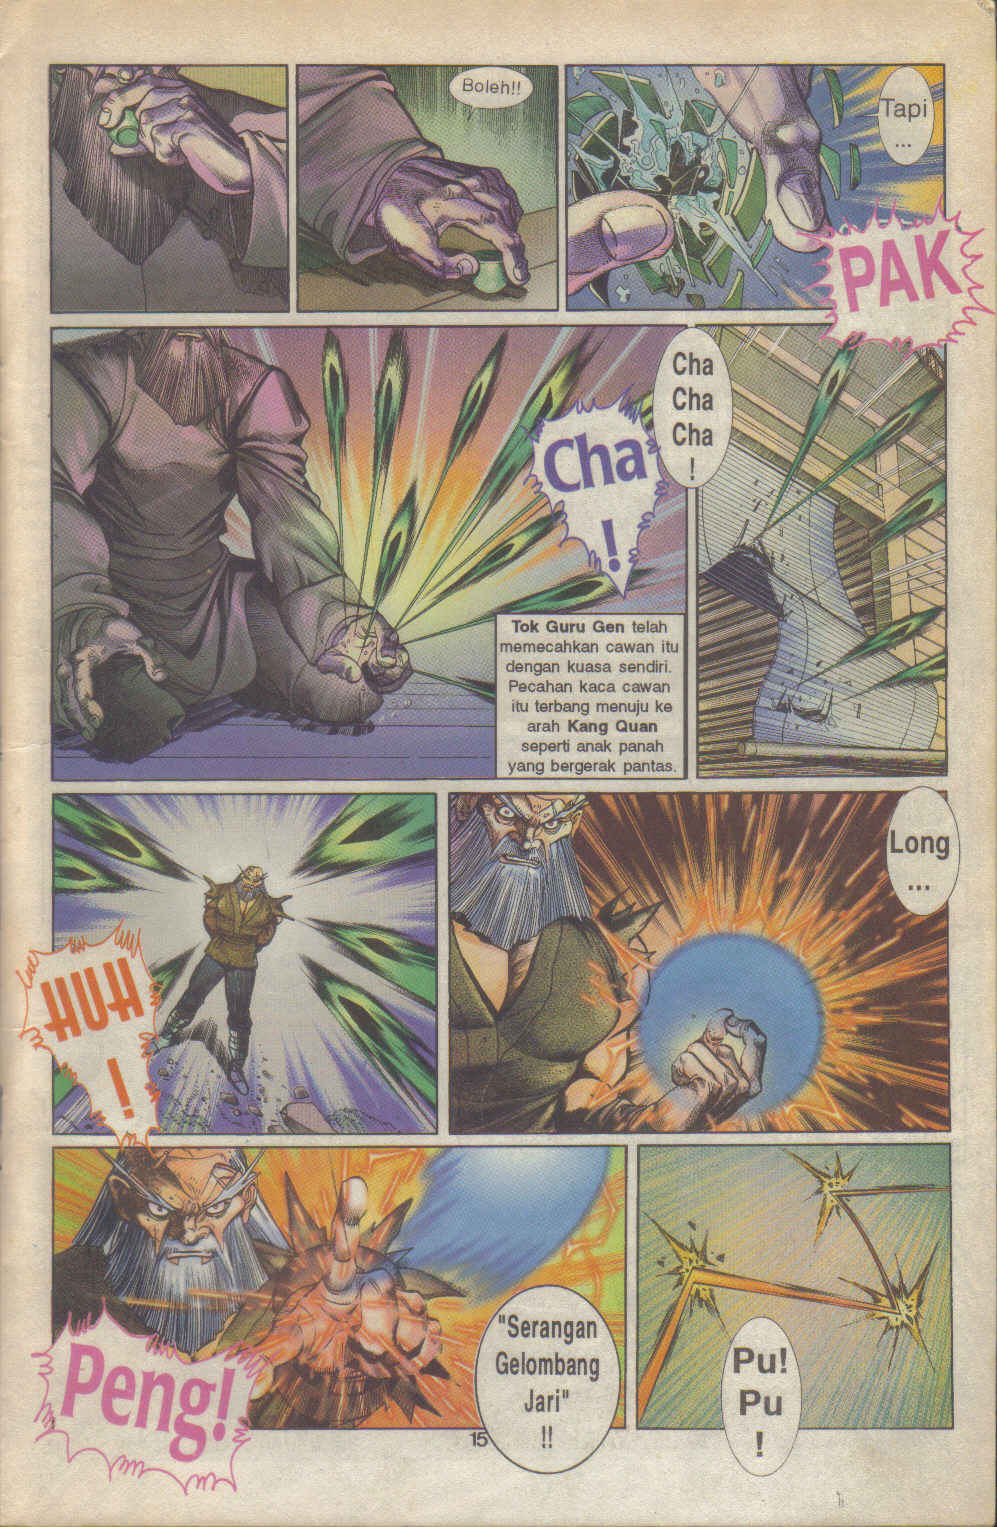 Boleh!!
Tapi
...
PAK
Cha
!
Cha
Cha
Cha
!
Tok Guru Gen telah
memecahkan cawan itu
dengan kuasa sendiri.
Pecahan kaca cawan
itu terbang menuju ke
arah Kang Quan
seperti anak panah
yang bergerak pantas.
HUH
!
Long
...
Peng!
"Serangan
Gelombang
Jari"
!!
Pu!
Pu
!
15